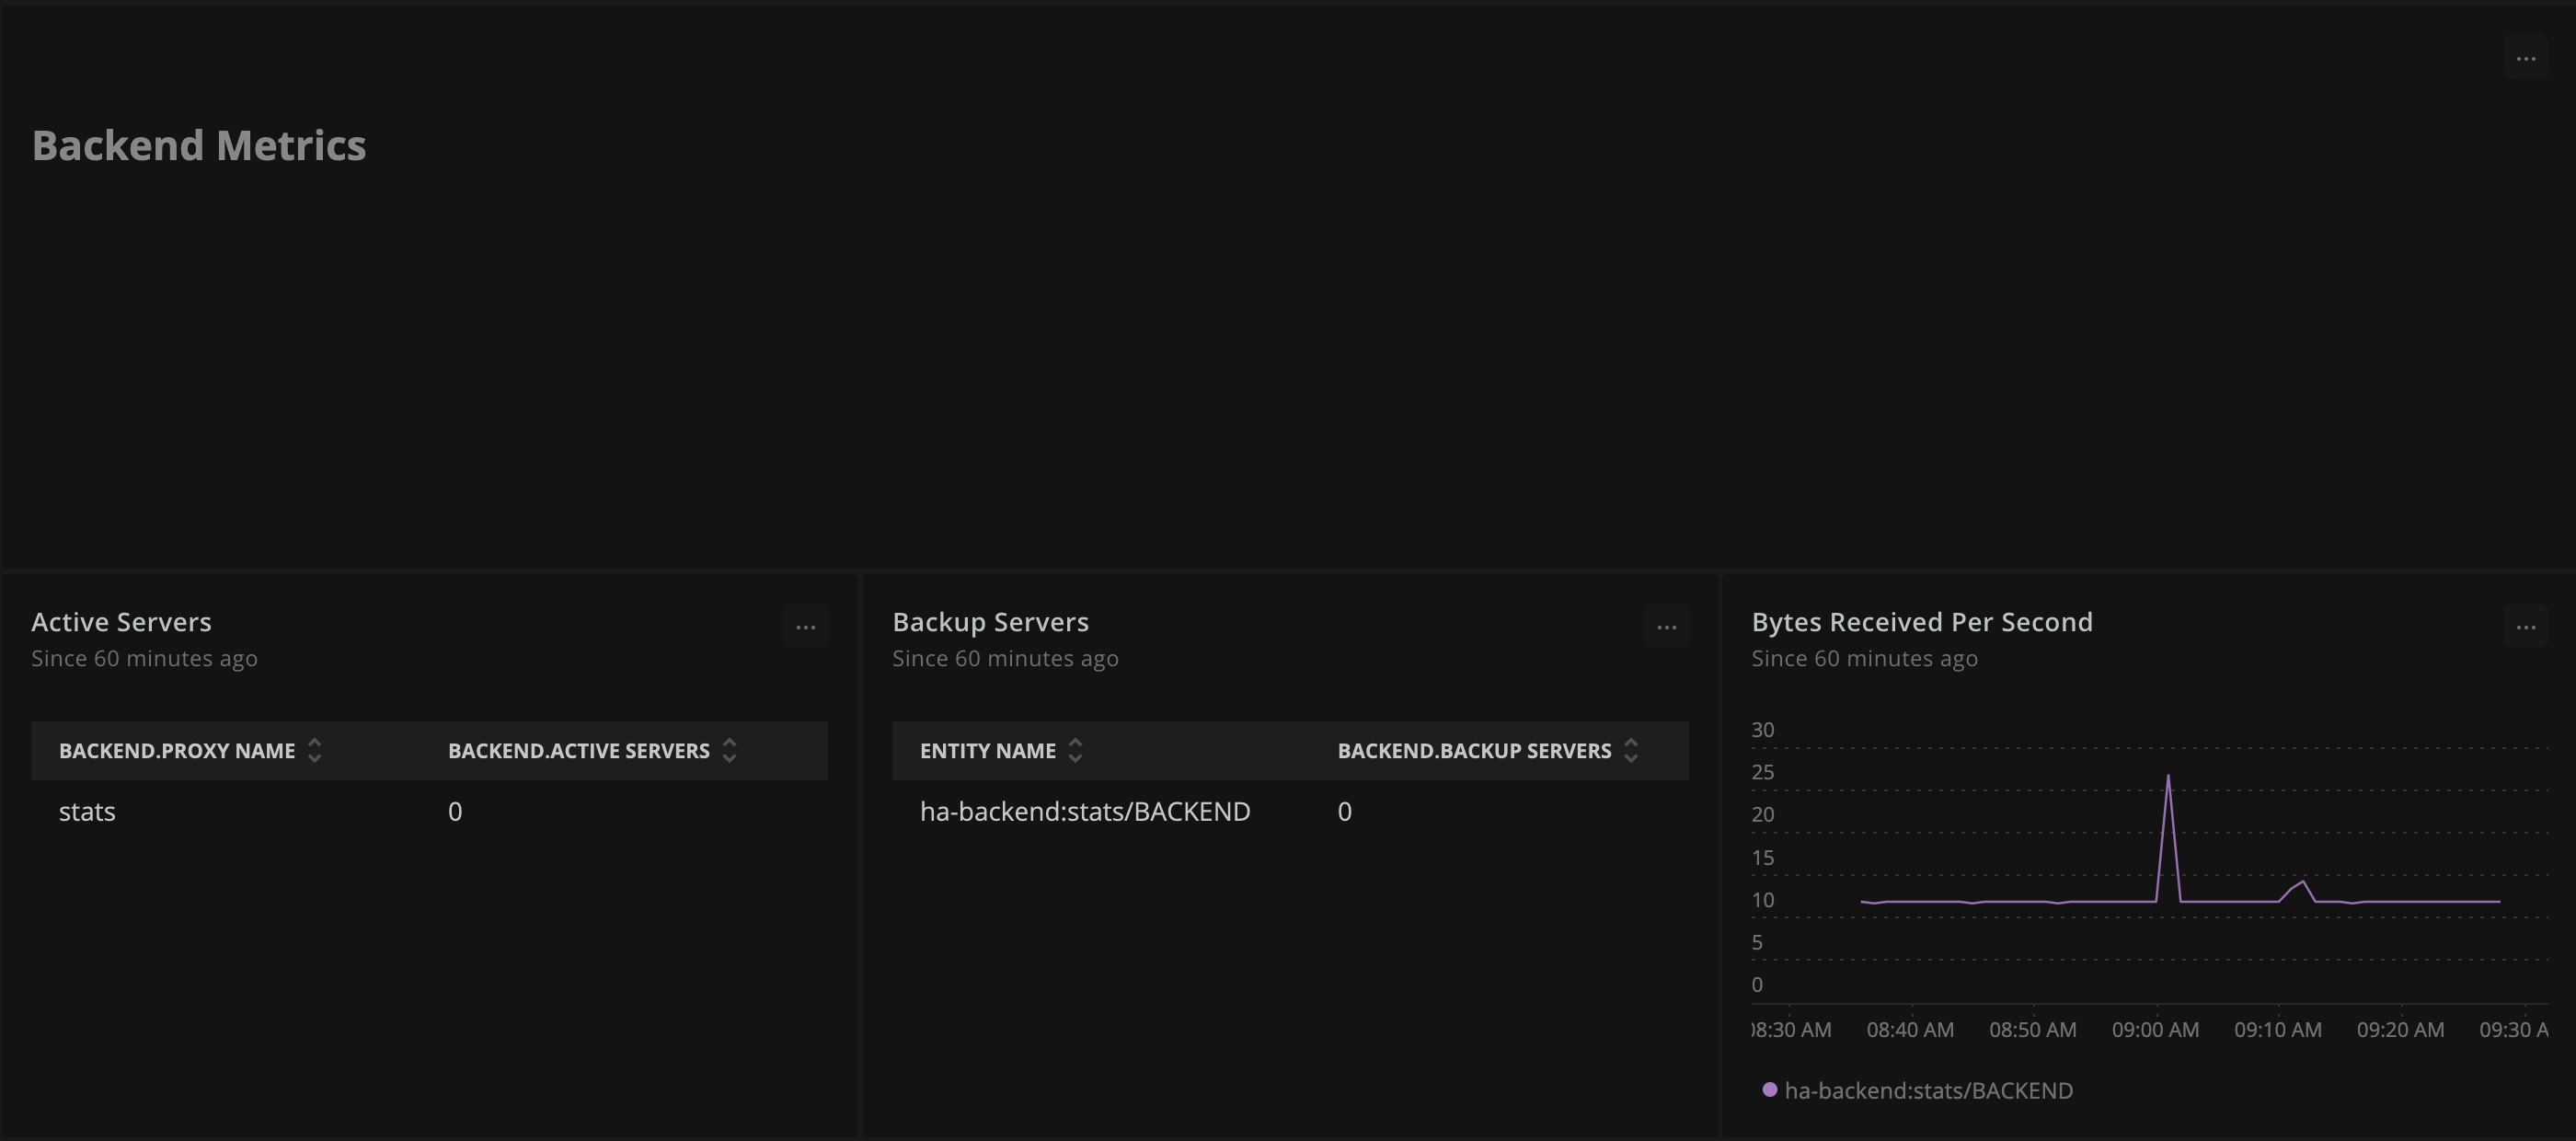 ...
Backend Metrics
Active Servers
...
Since 60 minutes ago
BACKEND.PROXY NAME BACKEND.ACTIVE SERVERS
stats 0
Backup Servers
...
Since 60 minutes ago
ENTITY NAME BACKEND.BACKUP SERVERS
ha-backend:stats/BACKEND 0
Bytes Received Per Second
...
Since 60 minutes ago
30
25
20
15
10
5
0
08:30 AM 08:40 AM 08:50 AM 09:00 AM 09:10 AM 09:20 AM 09:30 A
ha-backend:stats/BACKEND